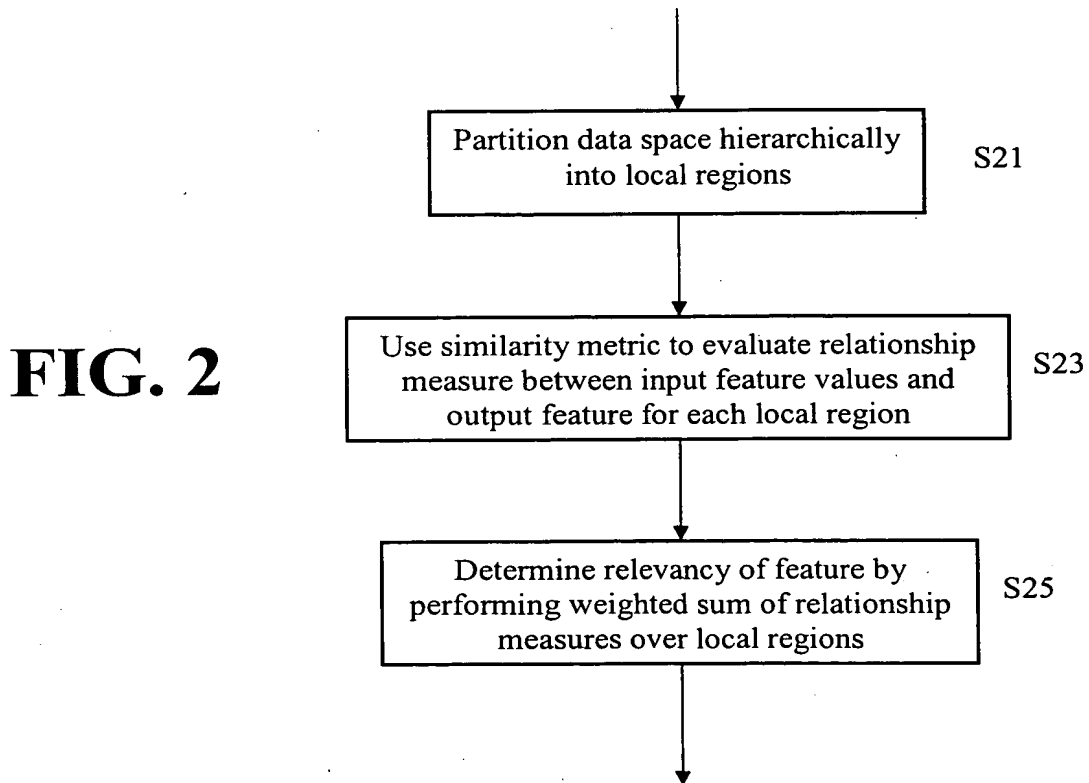 Partition data space hierarchically
into local regions
S21
FIG. 2
Use similarity metric to evaluate relationship
measure between input feature values and
output feature for each local region
S23
Determine relevancy of feature by
performing weighted sum of relationship
measures over local regions
S25